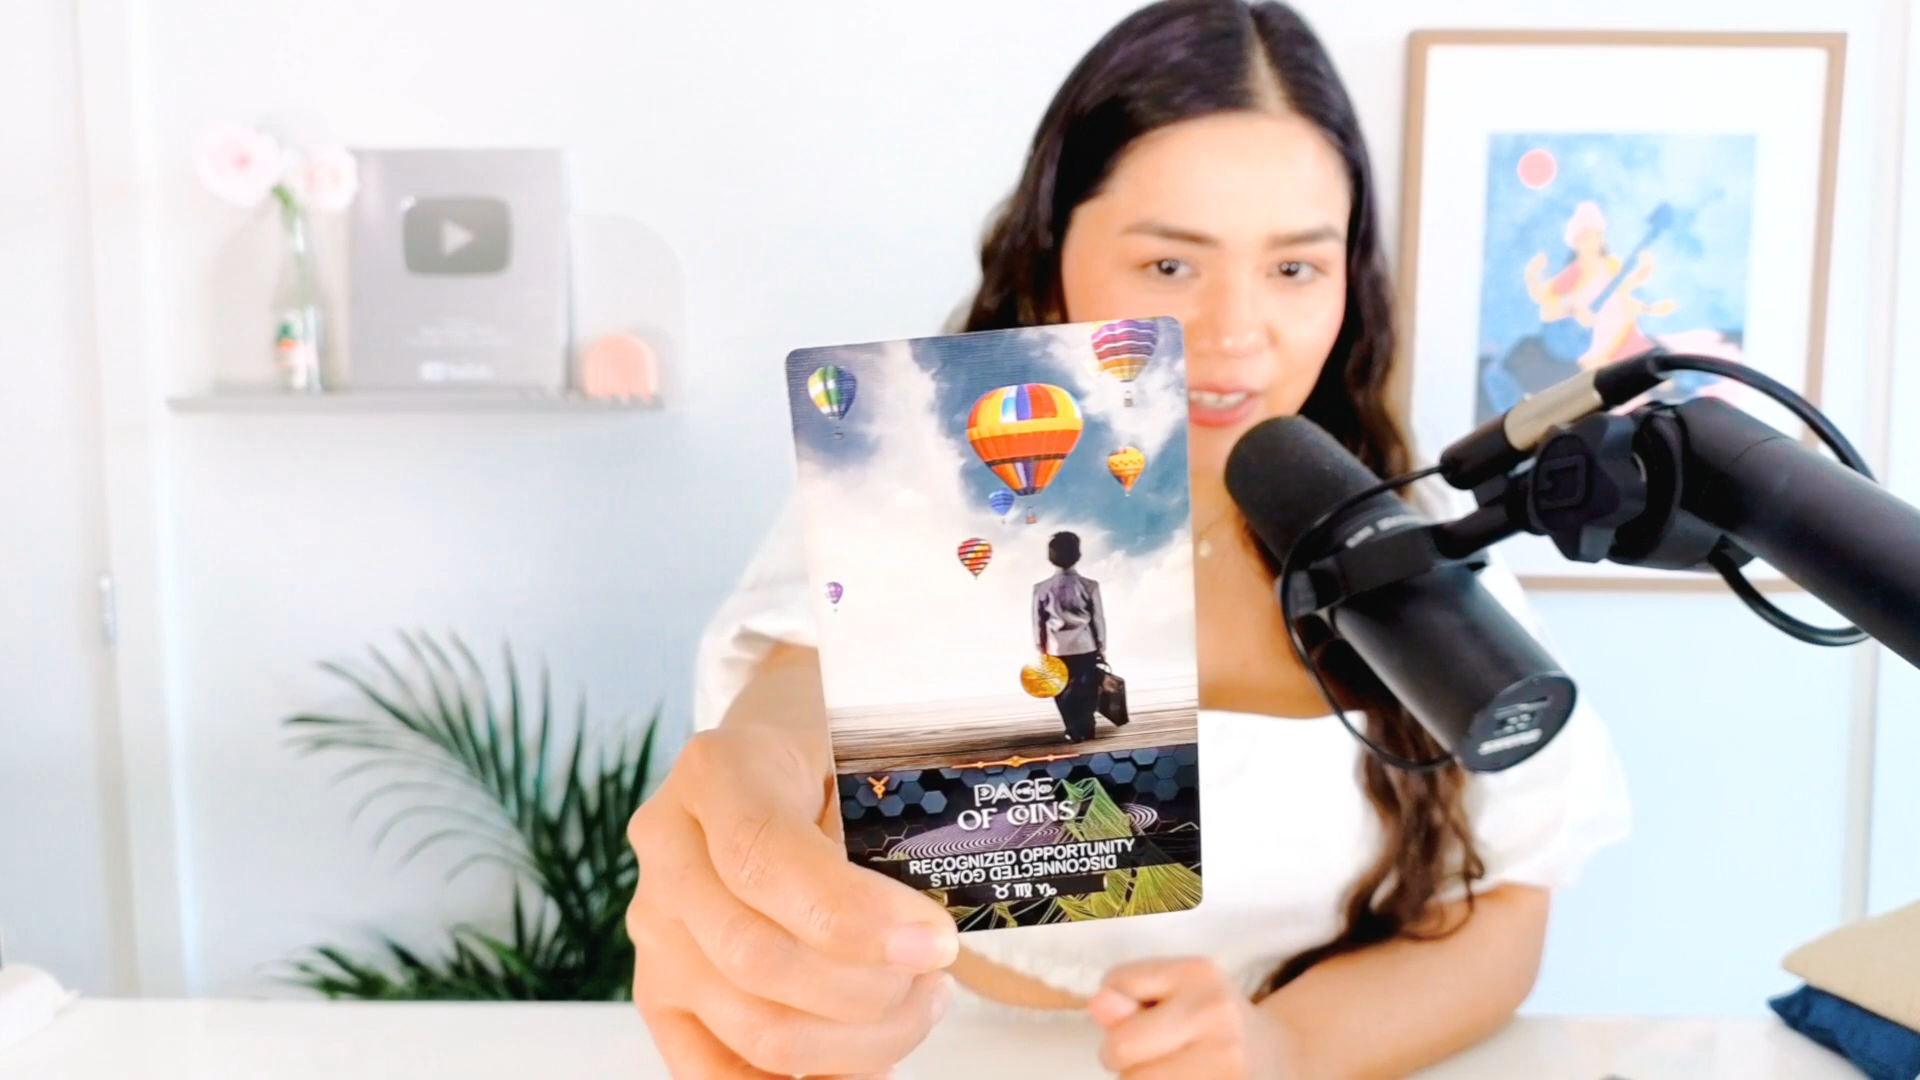 PAGE
OF COINS
RECOGNIZED OPPORTUNITY
DISCONNECTED GOALS